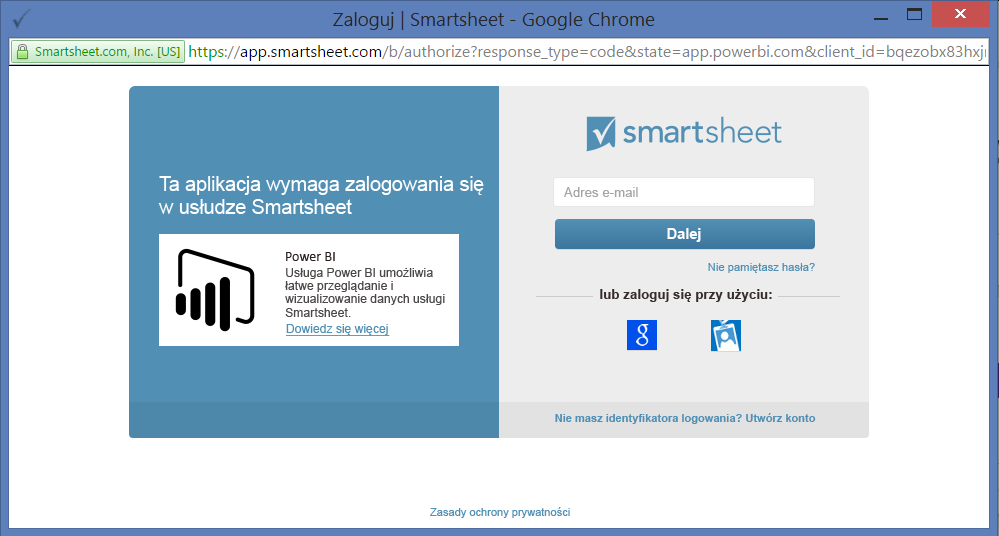 Zaloguj | Smartsheet - Google Chrome
Smartsheet.com, Inc. [US] https://app.smartsheet.com/b/authorize?response_type=code&state=app.powerbi.com&client_id=bqezobx83hxj
smartsheet
Ta aplikacja wymaga zalogowania się
w usłudze Smartsheet
Power BI
Usługa Power BI umożliwia
łatwe przeglądanie i
wizualizowanie danych usługi
Smartsheet.
Dowiedz się więcej
Adres e-mail
Dalej
Nie pamiętasz hasła?
lub zaloguj się przy użyciu:
g
Nie masz identyfikatora logowania? Utwórz konto
Zasady ochrony prywatności